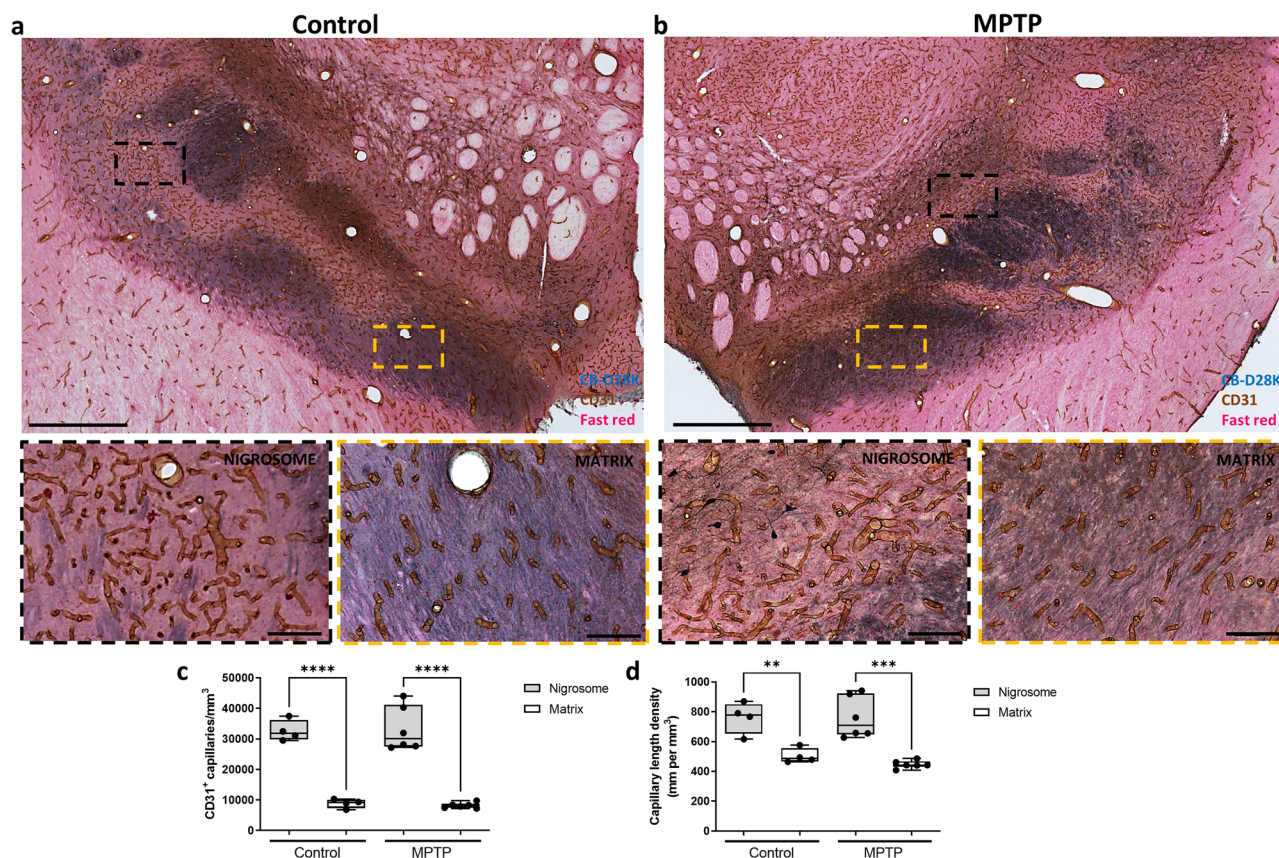 a
Control
b
MPTP
CB-D28K
CD31
Fast red
CB-D28K
CD31
Fast red
NIGROSOME
MATRIX
NIGROSOME
MATRIX
c
CD31⁺ capillaries/mm³
50000
40000
30000
20000
10000
0
****
****
Control
MPTP
Nigrosome
Matrix
d
Capillary length density
(mm per mm³)
1000
800
600
400
200
0
**
***
Control
MPTP
Nigrosome
Matrix